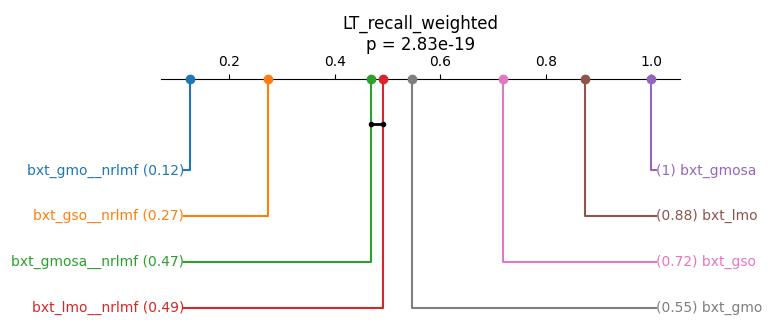 LT_recall_weighted
p = 2.83e-19
0.2 0.4 0.6 0.8 1.0
bxt_gmo__nrlmf (0.12) (1) bxt_gmosa
bxt_gso__nrlmf (0.27) (0.88) bxt_lmo
bxt_gmosa__nrlmf (0.47) (0.72) bxt_gso
bxt_lmo__nrlmf (0.49) (0.55) bxt_gmo